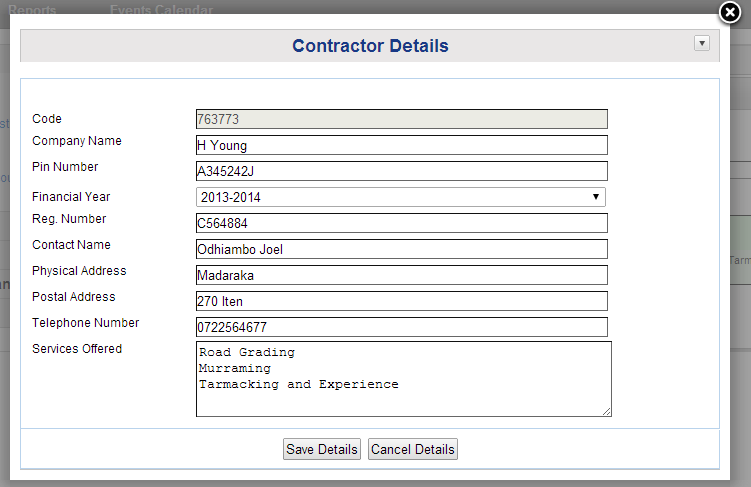 Reports Events Calendar
Contractor Details
Code 763773
Company Name H Young
Pin Number A345242J
Financial Year 2013-2014
Reg. Number C564884
Contact Name Odhiambo Joel
Physical Address Madaraka
Postal Address 270 Iten
Telephone Number 0722564677
Services Offered Road Grading
Murraming
Tarmacking and Experience
Save Details Cancel Details